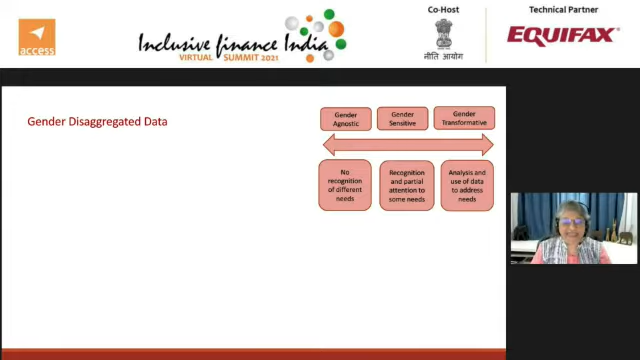 access
Inclusive finance India
VIRTUAL SUMMIT 2021
Co-Host
नीति आयोग
Technical Partner
EQUIFAX
Gender Disaggregated Data
Gender
Agnostic
Gender
Sensitive
Gender
Transformative
No
recognition
of different
needs
Recognition
and partial
attention to
some needs
Analysis and
use of data
to address
needs